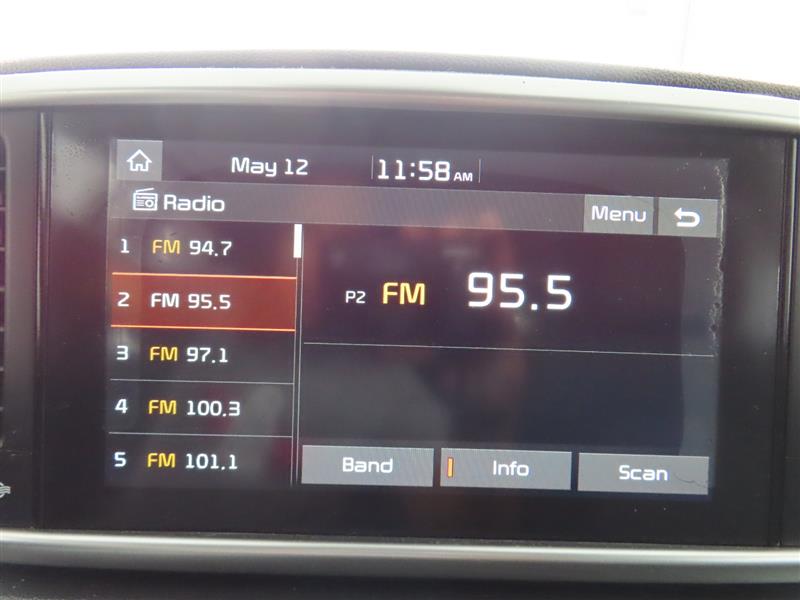 May 12 11:58 AM
Radio Menu
1 FM 94.7
2 FM 95.5
3 FM 97.1
4 FM 100.3
5 FM 101.1
P2 FM 95.5
Band Info Scan